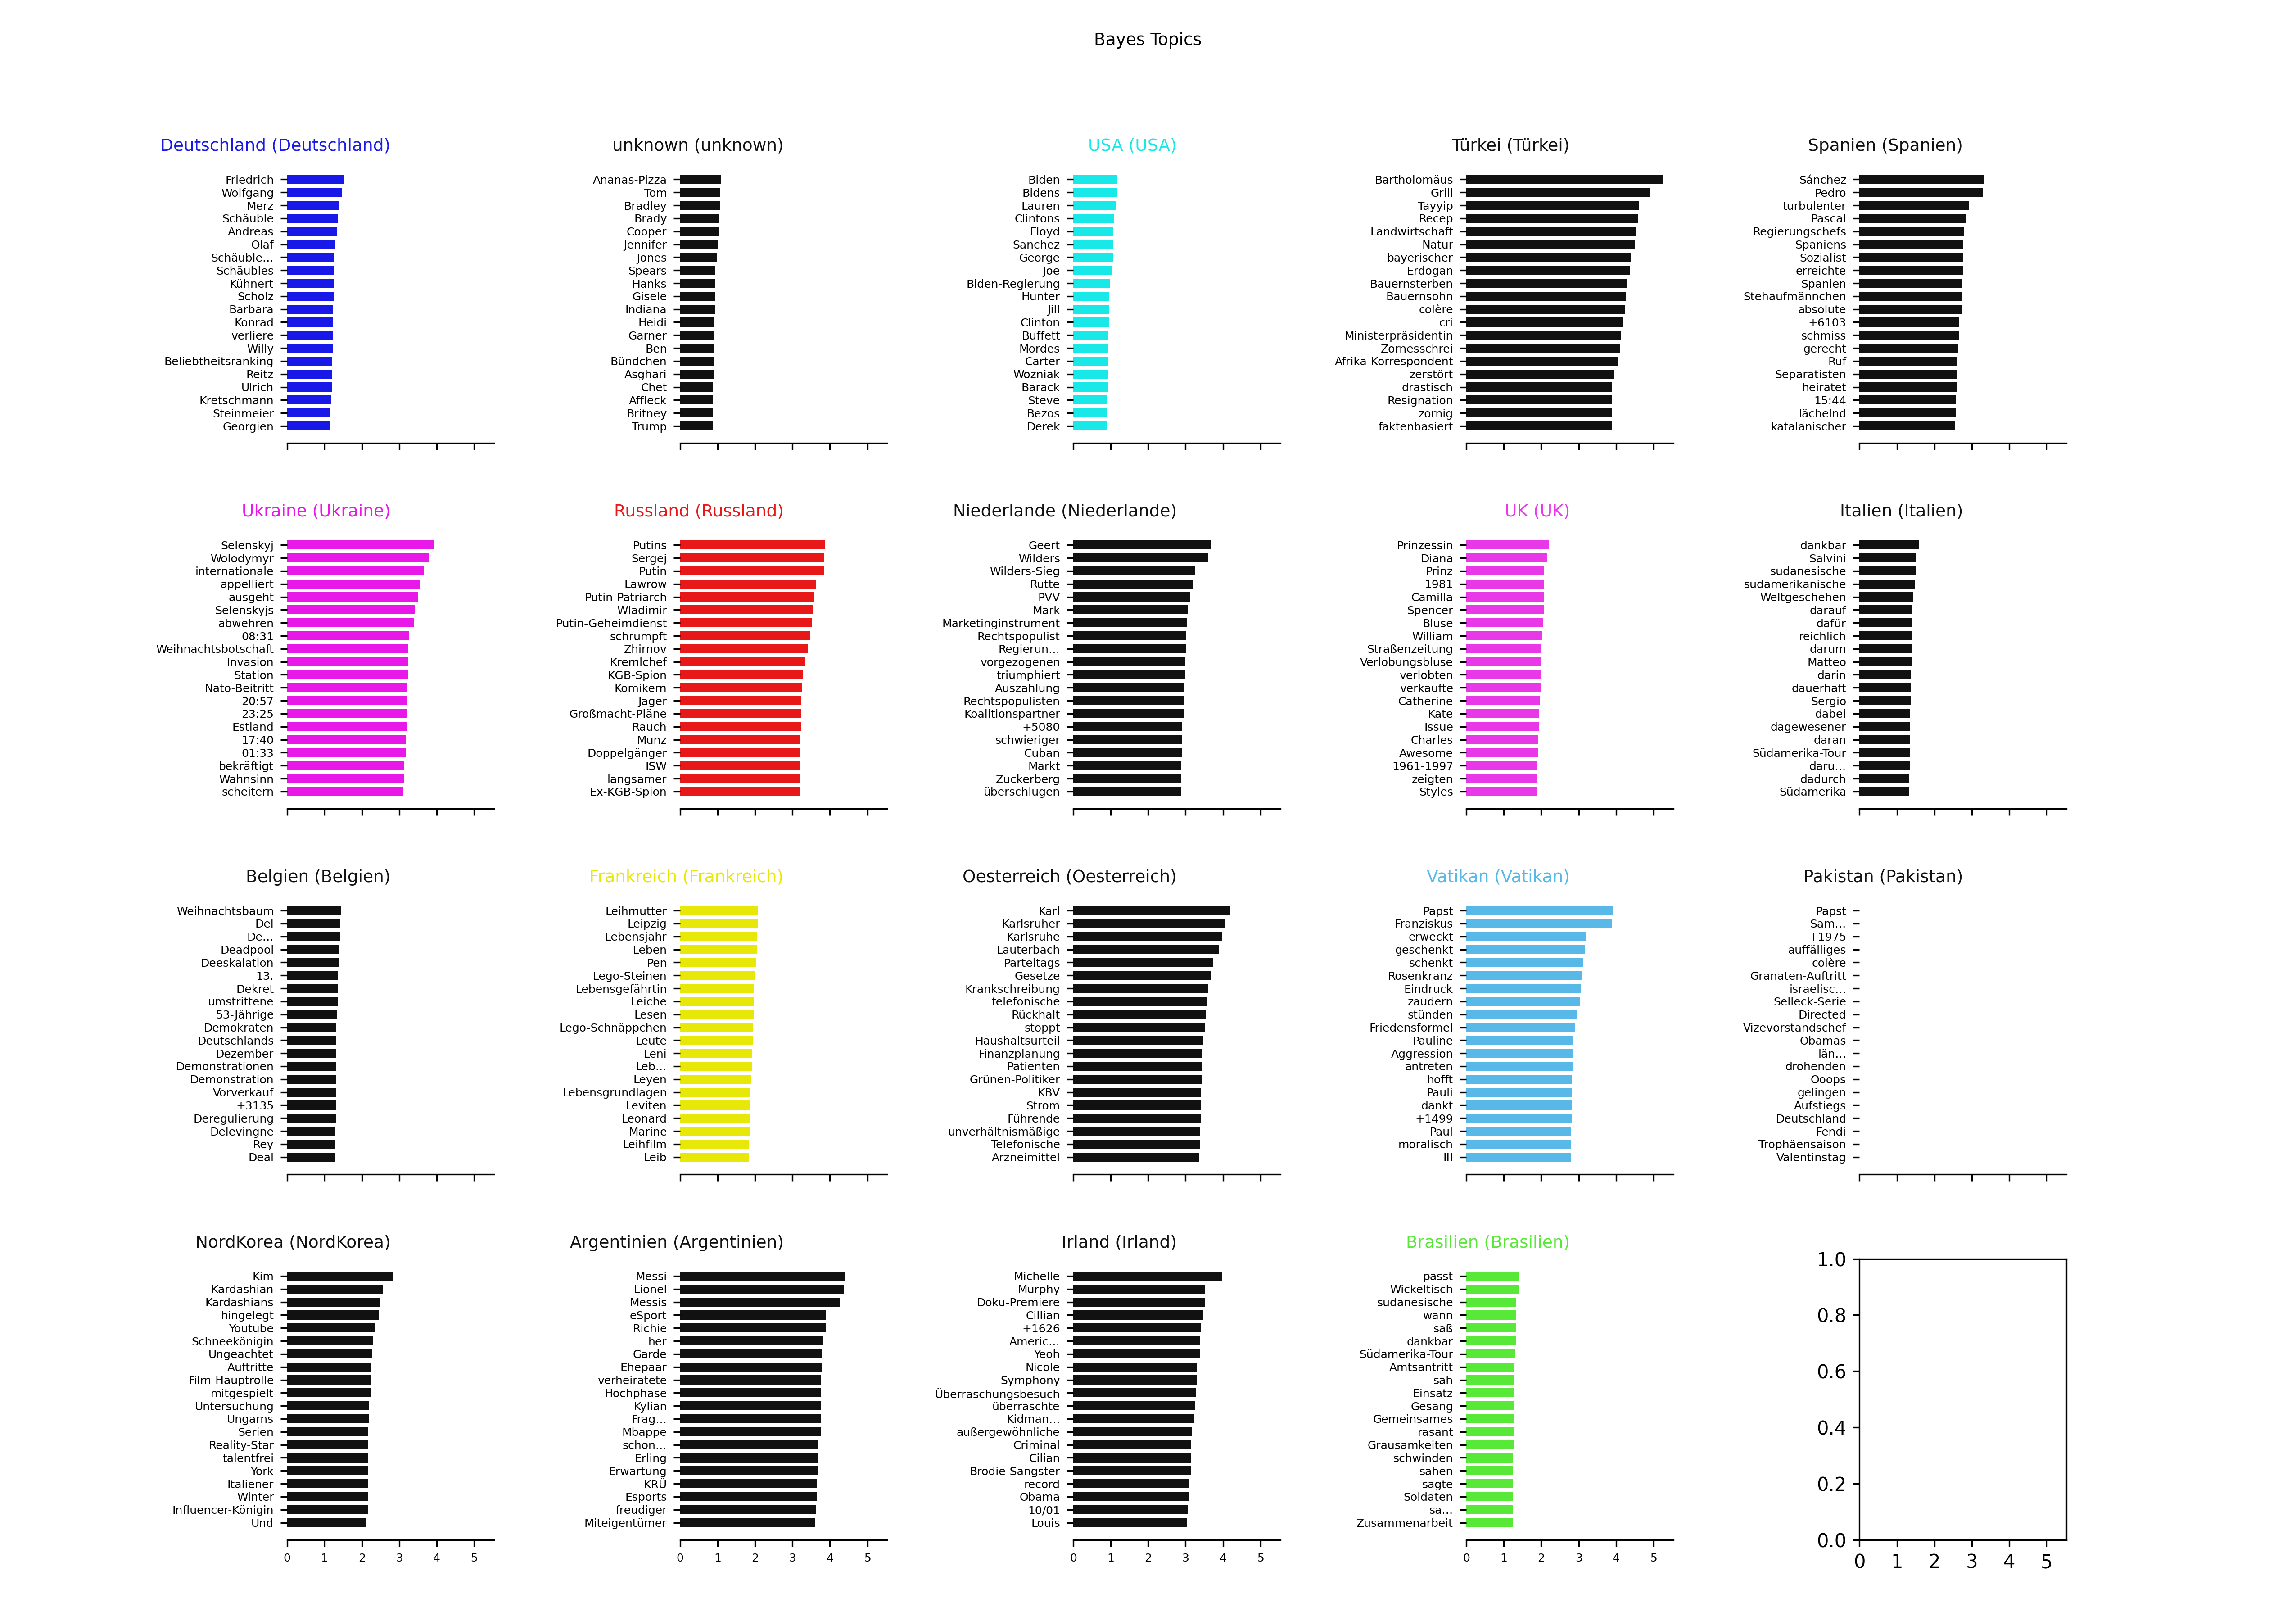 Bayes Topics
Deutschland (Deutschland)
Friedrich
Wolfgang
Merz
Schäuble
Andreas
Olaf
Schäuble...
Schäubles
Kühnert
Scholz
Barbara
Konrad
verliere
Willy
Beliebtheitsranking
Reitz
Ulrich
Kretschmann
Steinmeier
Georgien
unknown (unknown)
Ananas-Pizza
Tom
Bradley
Brady
Cooper
Jennifer
Jones
Spears
Hanks
Gisele
Indiana
Heidi
Garner
Ben
Bündchen
Asghari
Chet
Affleck
Britney
Trump
USA (USA)
Biden
Bidens
Lauren
Clintons
Floyd
Sanchez
George
Joe
Biden-Regierung
Hunter
Jill
Clinton
Buffett
Mordes
Carter
Wozniak
Barack
Steve
Bezos
Derek
Türkei (Türkei)
Bartholomäus
Grill
Tayyip
Recep
Landwirtschaft
Natur
bayerischer
Erdogan
Bauernsterben
Bauernsohn
colère
cri
Ministerpräsidentin
Zornesschrei
Afrika-Korrespondent
zerstört
drastisch
Resignation
zornig
faktenbasiert
Spanien (Spanien)
Sánchez
Pedro
turbulenter
Pascal
Regierungschefs
Spaniens
Sozialist
erreichte
Spanien
Stehaufmännchen
absolute
+6103
schmiss
gerecht
Ruf
Separatisten
heiratet
15:44
lächelnd
katalanischer
Ukraine (Ukraine)
Selenskyj
Wolodymyr
internationale
appelliert
ausgeht
Selenskyjs
abwehren
08:31
Weihnachtsbotschaft
Invasion
Station
Nato-Beitritt
20:57
23:25
Estland
17:40
01:33
bekräftigt
Wahnsinn
scheitern
Russland (Russland)
Putins
Sergej
Putin
Lawrow
Putin-Patriarch
Wladimir
Putin-Geheimdienst
schrumpft
Zhirnov
Kremlchef
KGB-Spion
Komikern
Jäger
Großmacht-Pläne
Rauch
Munz
Doppelgänger
ISW
langsamer
Ex-KGB-Spion
Niederlande (Niederlande)
Geert
Wilders
Wilders-Sieg
Rutte
PVV
Mark
Marketinginstrument
Rechtspopulist
Regierun...
vorgezogenen
triumphiert
Auszählung
Rechtspopulisten
Koalitionspartner
+5080
schwieriger
Cuban
Markt
Zuckerberg
überschlugen
UK (UK)
Prinzessin
Diana
Prinz
1981
Camilla
Spencer
Bluse
William
Straßenzeitung
Verlobungsbluse
verlobten
verkaufte
Catherine
Kate
Issue
Charles
Awesome
1961-1997
zeigten
Styles
Italien (Italien)
dankbar
Salvini
sudanesische
südamerikanische
Weltgeschehen
darauf
dafür
reichlich
darum
Matteo
darin
dauerhaft
Sergio
dabei
dagewesener
daran
Südamerika-Tour
daru...
dadurch
Südamerika
Belgien (Belgien)
Weihnachtsbaum
Del
De...
Deadpool
Deeskalation
13.
Dekret
umstrittene
53-Jährige
Demokraten
Deutschlands
Dezember
Demonstrationen
Demonstration
Vorverkauf
+3135
Deregulierung
Delevingne
Rey
Deal
Frankreich (Frankreich)
Leihmutter
Leipzig
Lebensjahr
Leben
Pen
Lego-Steinen
Lebensgefährtin
Leiche
Lesen
Lego-Schnäppchen
Leute
Leni
Leb...
Leyen
Lebensgrundlagen
Leviten
Leonard
Marine
Leihfilm
Leib
Oesterreich (Oesterreich)
Karl
Karlsruher
Karlsruhe
Lauterbach
Parteitags
Gesetze
Krankschreibung
telefonische
Rückhalt
stoppt
Haushaltsurteil
Finanzplanung
Patienten
Grünen-Politiker
KBV
Strom
Führende
unverhältnismäßige
Telefonische
Arzneimittel
Vatikan (Vatikan)
Papst
Franziskus
erweckt
geschenkt
schenkt
Rosenkranz
Eindruck
zaudern
stünden
Friedensformel
Pauline
Aggression
antreten
hofft
Pauli
dankt
+1499
Paul
moralisch
III
Pakistan (Pakistan)
Papst
Sam...
+1975
auffälliges
colère
Granaten-Auftritt
israelisc...
Selleck-Serie
Directed
Vizevorstandschef
Obamas
län...
drohenden
Ooops
gelingen
Aufstiegs
Deutschland
Fendi
Trophäensaison
Valentinstag
NordKorea (NordKorea)
Kim
Kardashian
Kardashians
hingelegt
Youtube
Schneekönigin
Ungeachtet
Auftritte
Film-Hauptrolle
mitgespielt
Untersuchung
Ungarns
Serien
Reality-Star
talentfrei
York
Italiener
Winter
Influencer-Königin
Und
0 1 2 3 4 5
Argentinien (Argentinien)
Messi
Lionel
Messis
eSport
Richie
her
Garde
Ehepaar
verheiratete
Hochphase
Kylian
Frag...
Mbappe
schon...
Erling
Erwartung
KRÜ
Esports
freudiger
Miteigentümer
0 1 2 3 4 5
Irland (Irland)
Michelle
Murphy
Doku-Premiere
Cillian
+1626
Americ...
Yeoh
Nicole
Symphony
Überraschungsbesuch
überraschte
Kidman...
außergewöhnliche
Criminal
Cilian
Brodie-Sangster
record
Obama
10/01
Louis
0 1 2 3 4 5
Brasilien (Brasilien)
passt
Wickeltisch
sudanesische
wann
saß
dankbar
Südamerika-Tour
Amtsantritt
sah
Einsatz
Gesang
Gemeinsames
rasant
Grausamkeiten
schwinden
sahen
sagte
Soldaten
sa...
Zusammenarbeit
0 1 2 3 4 5
1.0
0.8
0.6
0.4
0.2
0.0
0 1 2 3 4 5